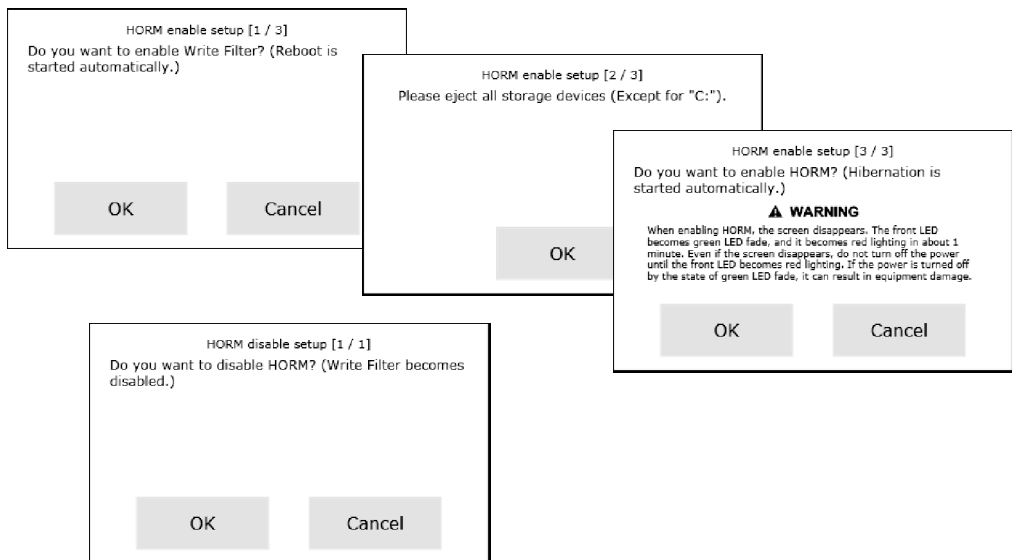 HORM enable setup [1 / 3]
Do you want to enable Write Filter? (Reboot is
started automatically.)
OK
Cancel
HORM enable setup [2 / 3]
Please eject all storage devices (Except for "C:").
OK
HORM enable setup [3 / 3]
Do you want to enable HORM? (Hibernation is
started automatically.)
⚠ WARNING
When enabling HORM, the screen disappears. The front LED
becomes green LED fade, and it becomes red lighting in about 1
minute. Even if the screen disappears, do not turn off the power
until the front LED becomes red lighting. If the power is turned off
by the state of green LED fade, it can result in equipment damage.
OK
Cancel
HORM disable setup [1 / 1]
Do you want to disable HORM? (Write Filter becomes
disabled.)
OK
Cancel